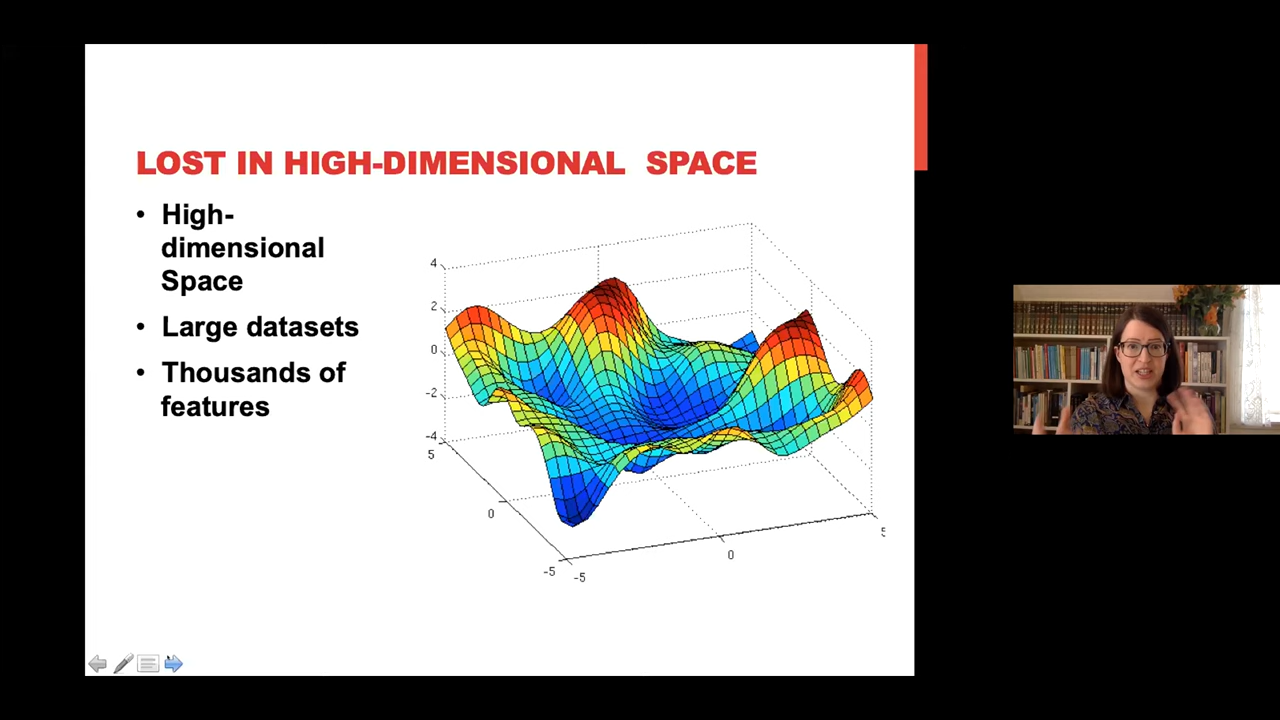 LOST IN HIGH-DIMENSIONAL SPACE
• High-
dimensional
Space
• Large datasets
• Thousands of
features
4
2
0
-2
-4
5
0
-5
-5
0
5